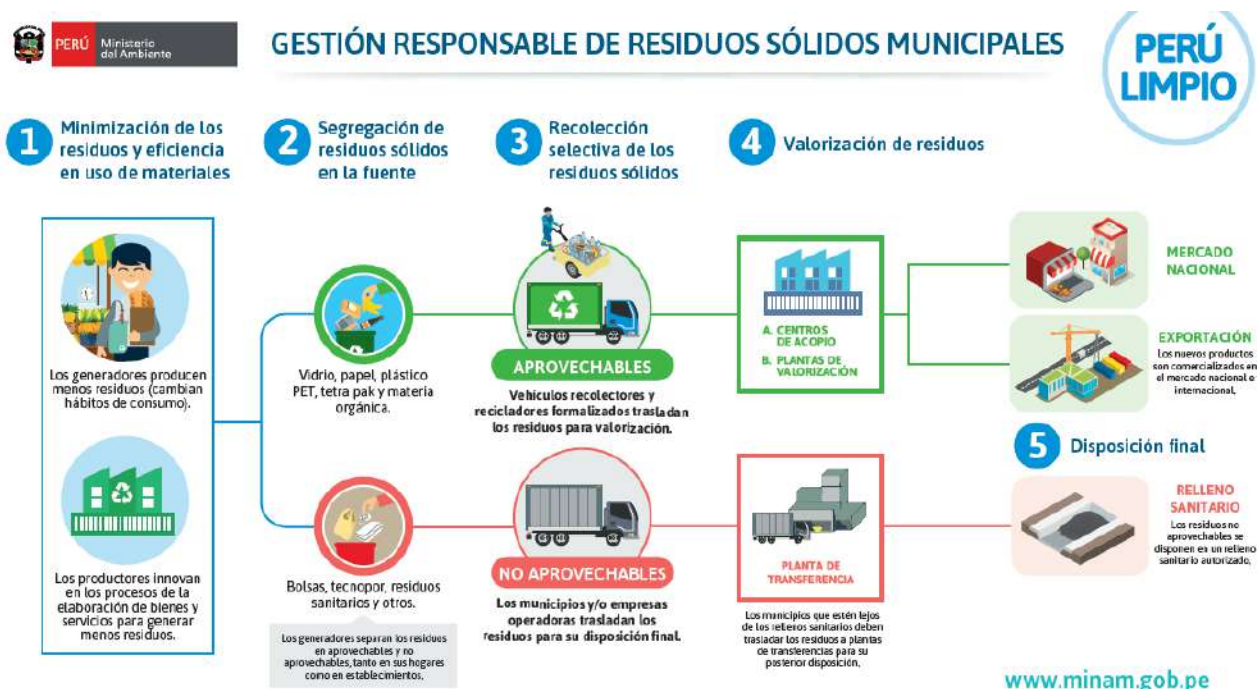 PERÚ
Ministerio
del Ambiente
GESTIÓN RESPONSABLE DE RESIDUOS SÓLIDOS MUNICIPALES
PERÚ
LIMPIO
1
Minimización de los
residuos y eficiencia
en uso de materiales
2
Segregación de
residuos sólidos
en la fuente
3
Recolección
selectiva de los
residuos sólidos
4
Valorización de residuos
Los generadores producen
menos residuos (cambian
hábitos de consumo).
Los productores innovan
en los procesos de la
elaboración de bienes y
servicios para generar
menos residuos.
Vidrio, papel, plástico
PET, tetra pak y materia
orgánica.
Bolsas, tecnopor, residuos
sanitarios y otros.
Los generadores separan los residuos
en aprovechables y no
aprovechables, tanto en sus hogares
como en establecimientos.
APROVECHABLES
Vehículos recolectores y
recicladores formalizados trasladan
los residuos para valorización.
NO APROVECHABLES
Los municipios y/o empresas
operadoras trasladan los
residuos para su disposición final.
A. CENTROS
DE ACOPIO
B. PLANTAS DE
VALORIZACIÓN
PLANTA DE
TRANSFERENCIA
Los municipios que estén lejos
de los rellenos sanitarios deben
trasladar los residuos a plantas
de transferencias para su
posterior disposición.
MERCADO
NACIONAL
EXPORTACIÓN
Los nuevos productos
son comercializados en
el mercado nacional e
internacional.
5
Disposición final
RELLENO
SANITARIO
Los residuos no
aprovechables se
disponen en un relleno
sanitario autorizado.
www.minam.gob.pe